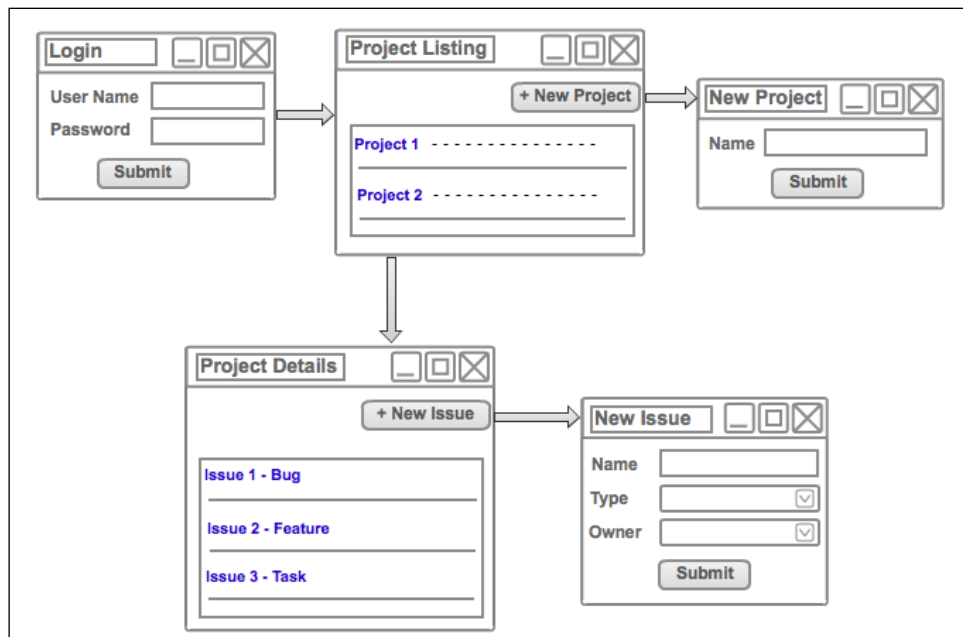 Login
User Name
Password
Submit
Project Listing
+ New Project
Project 1 - - - - - - - - - - - - - - -
Project 2 - - - - - - - - - - - - - - -
New Project
Name
Submit
Project Details
+ New Issue
Issue 1 - Bug
Issue 2 - Feature
Issue 3 - Task
New Issue
Name
Type
Owner
Submit